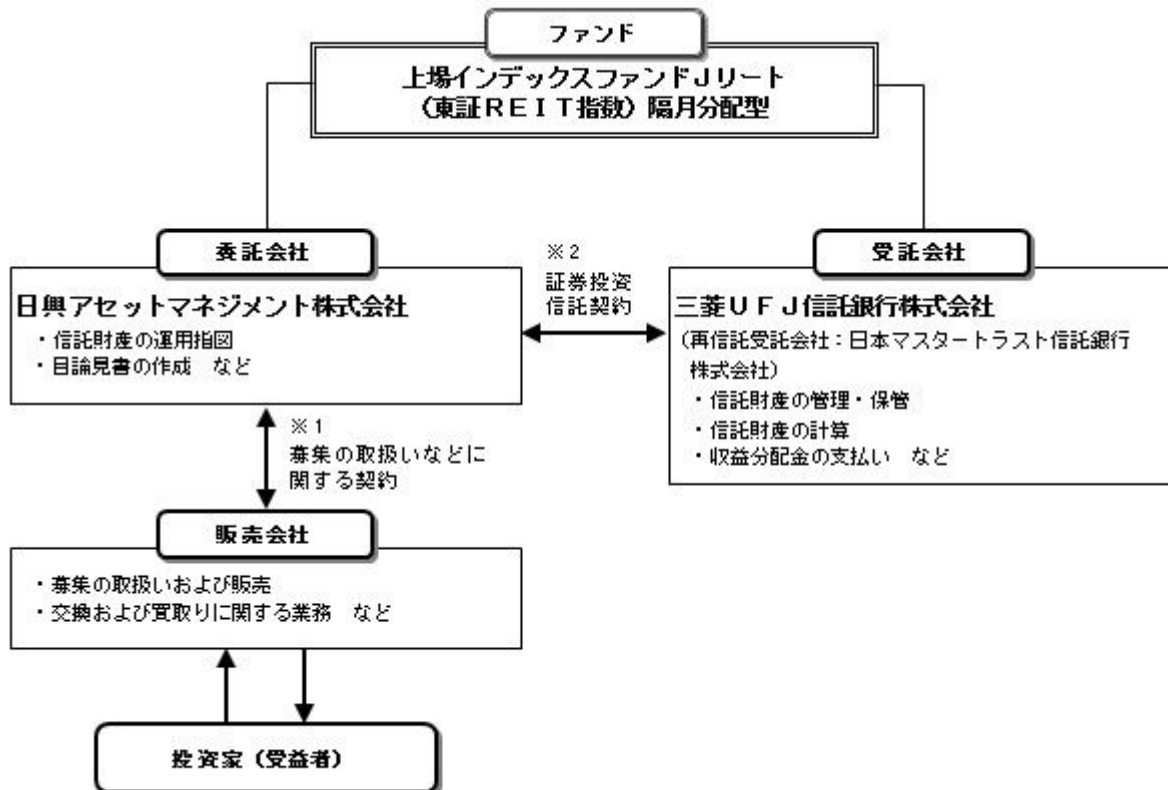 ファンド
上場インデックスファンドJリート
(東証REIT指数)隔月分配型
委託会社
日興アセットマネジメント株式会社
・信託財産の運用指図
・目論見書の作成 など
※2
証券投資
信託契約
受託会社
三菱UFJ信託銀行株式会社
(再信託受託会社:日本マスタートラスト信託銀行
株式会社)
・信託財産の管理・保管
・信託財産の計算
・収益分配金の支払い など
※1
募集の取扱いなどに
関する契約
販売会社
・募集の取扱いおよび販売
・交換および買取りに関する業務 など
投資家(受益者)